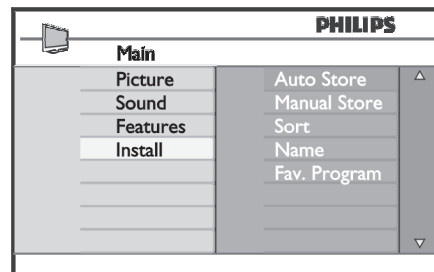 PHILIPS
Main
Picture
Sound
Features
Install
Auto Store
Manual Store
Sort
Name
Fav. Program